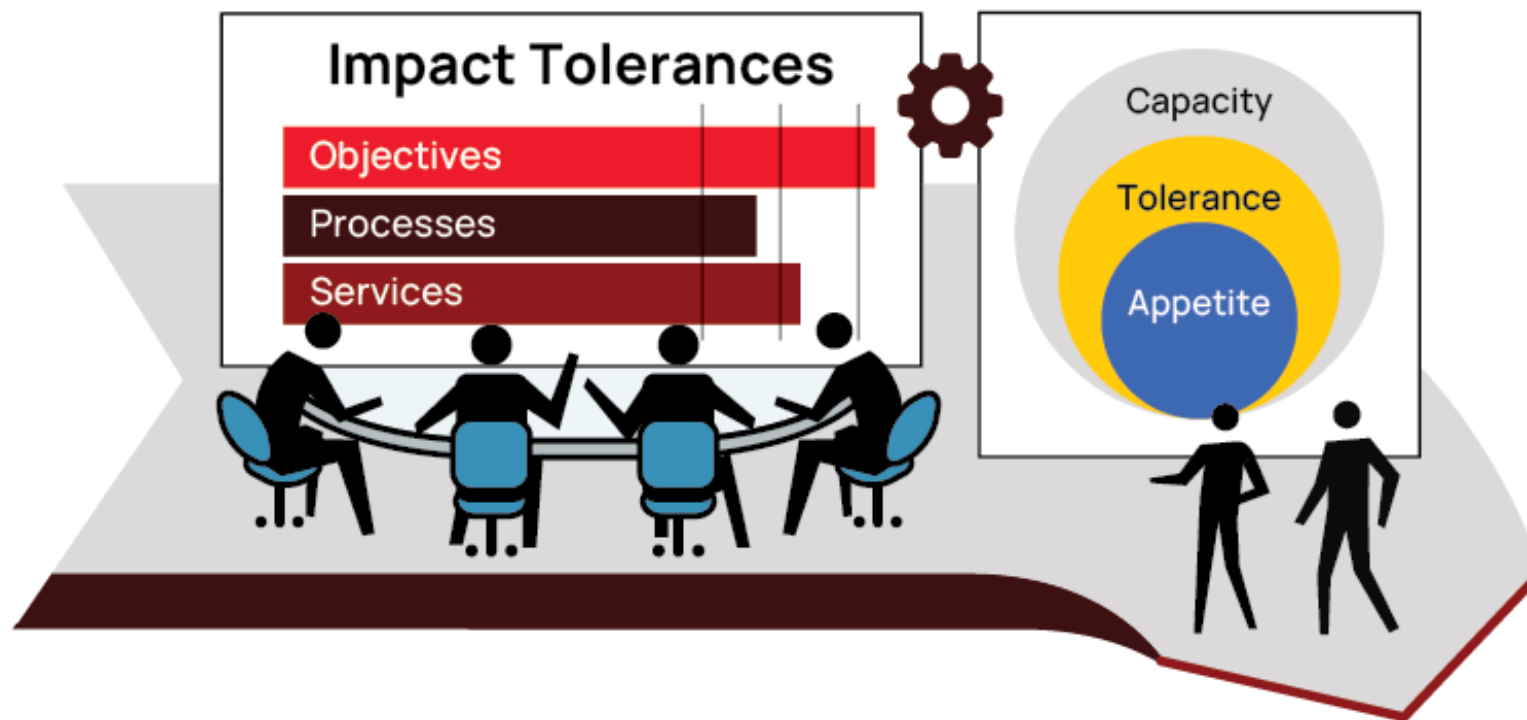 Impact Tolerances
Objectives
Processes
Services
Capacity
Tolerance
Appetite